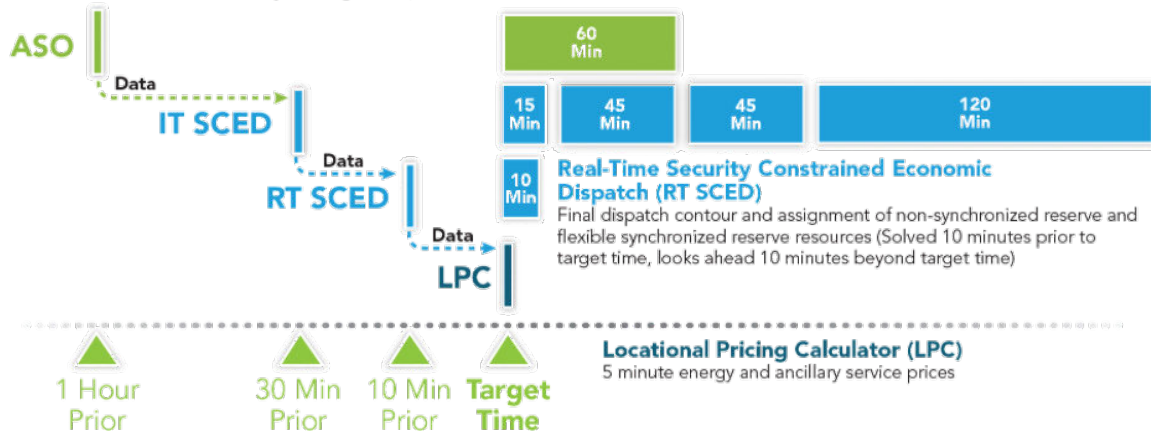 ASO
60
Min
Data
15
Min
45
Min
45
Min
120
Min
IT SCED
Data
10
Min
Real-Time Security Constrained Economic
Dispatch (RT SCED)
RT SCED
Final dispatch contour and assignment of non-synchronized reserve and
flexible synchronized reserve resources (Solved 10 minutes prior to
target time, looks ahead 10 minutes beyond target time)
Data
LPC
Locational Pricing Calculator (LPC)
5 minute energy and ancillary service prices
1 Hour
Prior
30 Min
Prior
10 Min
Prior
Target
Time